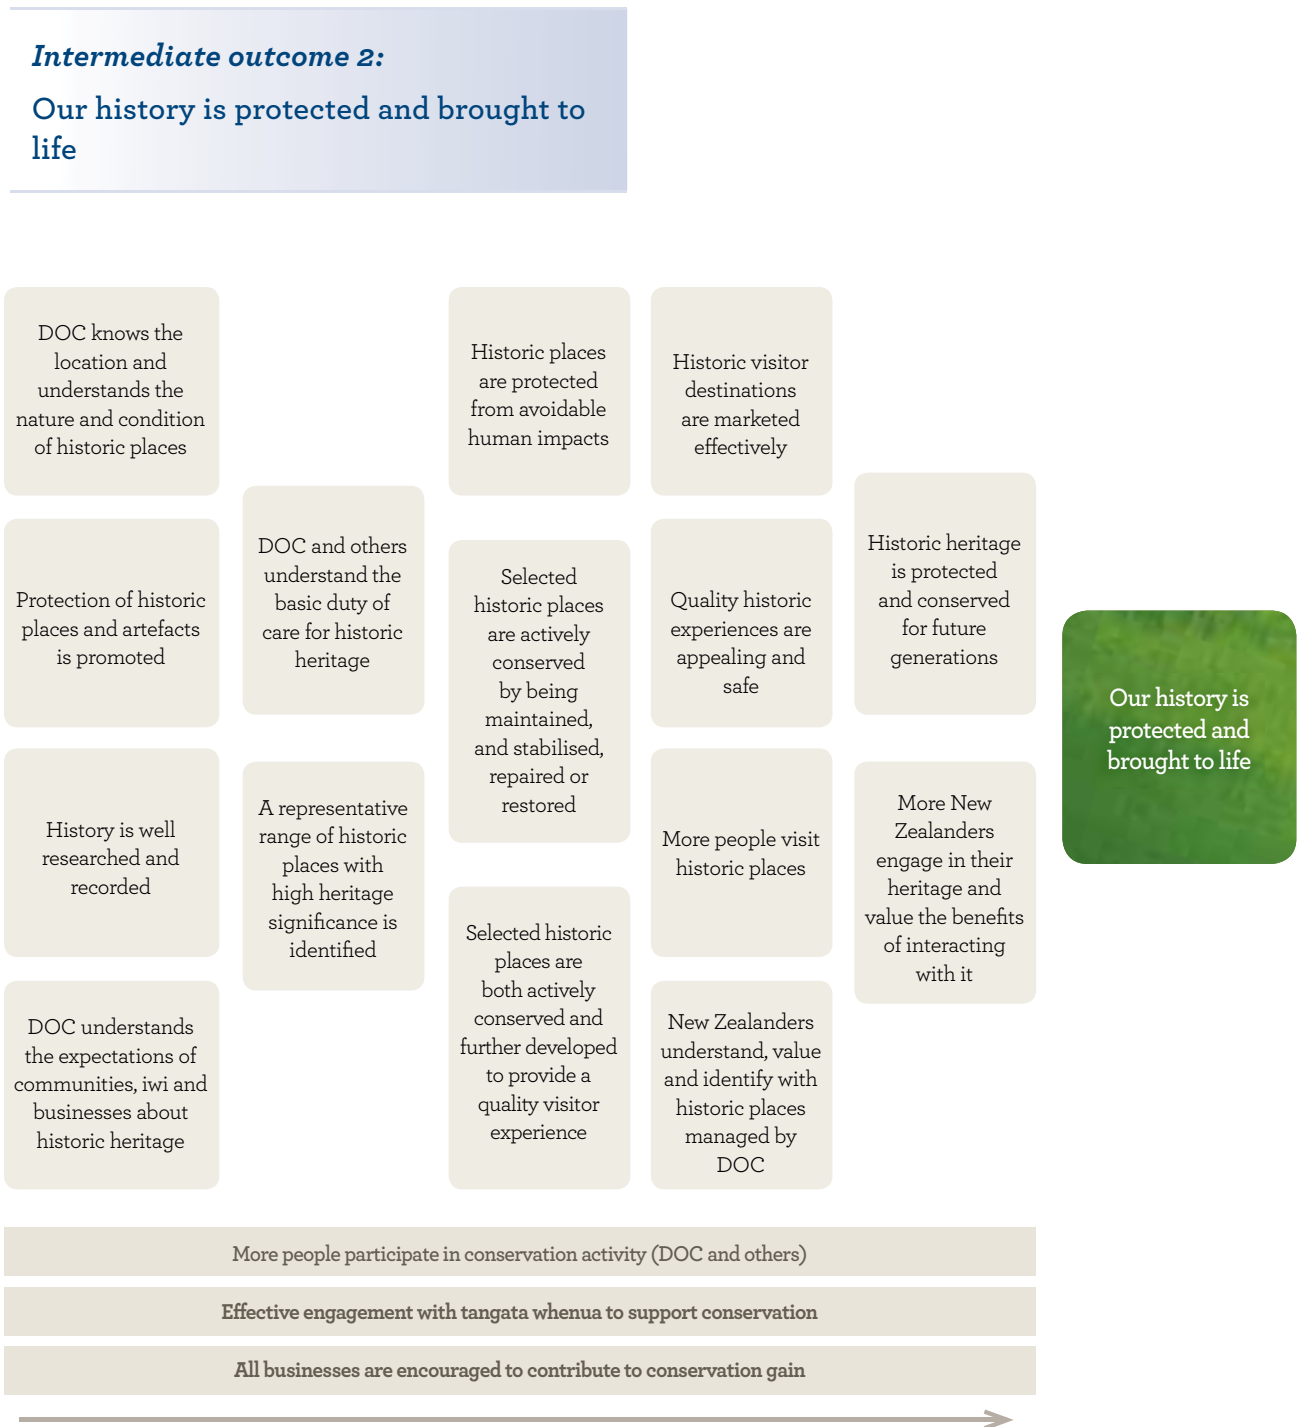 Intermediate outcome 2:
Our history is protected and brought to
life
DOC knows the
location and
understands the
nature and condition
of historic places
Protection of historic
places and artefacts
is promoted
History is well
researched and
recorded
DOC understands
the expectations of
communities, iwi and
businesses about
historic heritage
DOC and others
understand the
basic duty of
care for historic
heritage
A representative
range of historic
places with
high heritage
significance is
identified
Historic places
are protected
from avoidable
human impacts
Selected
historic places
are actively
conserved
by being
maintained,
and stabilised,
repaired or
restored
Selected historic
places are
both actively
conserved and
further developed
to provide a
quality visitor
experience
Historic visitor
destinations
are marketed
effectively
Quality historic
experiences are
appealing and
safe
More people visit
historic places
New Zealanders
understand, value
and identify with
historic places
managed by
DOC
Historic heritage
is protected
and conserved
for future
generations
More New
Zealanders
engage in their
heritage and
value the benefits
of interacting
with it
Our history is
protected and
brought to life
More people participate in conservation activity (DOC and others)
Effective engagement with tangata whenua to support conservation
All businesses are encouraged to contribute to conservation gain